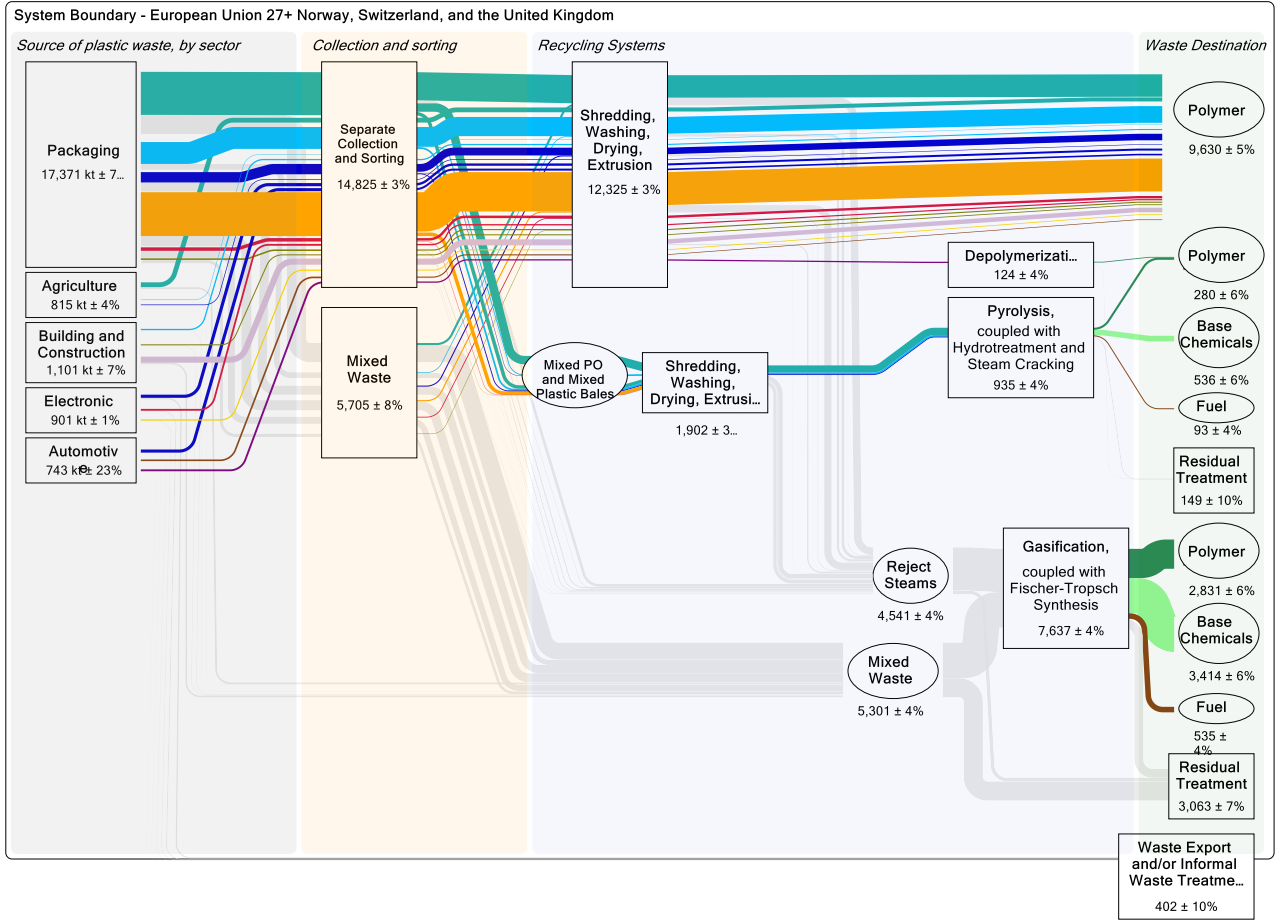 System Boundary - European Union 27+ Norway, Switzerland, and the United Kingdom
Source of plastic waste, by sector
Collection and sorting
Recycling Systems
Waste Destination
Packaging
17,371 kt ± 7...
Agriculture
815 kt ± 4%
Building and
Construction
1,101 kt ± 7%
Electronic
901 kt ± 1%
Automotiv
e
743 kt ± 23%
Separate
Collection
and Sorting
14,825 ± 3%
Mixed
Waste
5,705 ± 8%
Shredding,
Washing,
Drying,
Extrusion
12,325 ± 3%
Mixed PO
and Mixed
Plastic Bales
Shredding,
Washing,
Drying, Extrusi...
1,902 ± 3...
Depolymerizati...
124 ± 4%
Pyrolysis,
coupled with
Hydrotreatment and
Steam Cracking
935 ± 4%
Reject
Steams
4,541 ± 4%
Mixed
Waste
5,301 ± 4%
Gasification,
coupled with
Fischer-Tropsch
Synthesis
7,637 ± 4%
Polymer
9,630 ± 5%
Polymer
280 ± 6%
Base
Chemicals
536 ± 6%
Fuel
93 ± 4%
Residual
Treatment
149 ± 10%
Polymer
2,831 ± 6%
Base
Chemicals
3,414 ± 6%
Fuel
535 ±
4%
Residual
Treatment
3,063 ± 7%
Waste Export
and/or Informal
Waste Treatme...
402 ± 10%